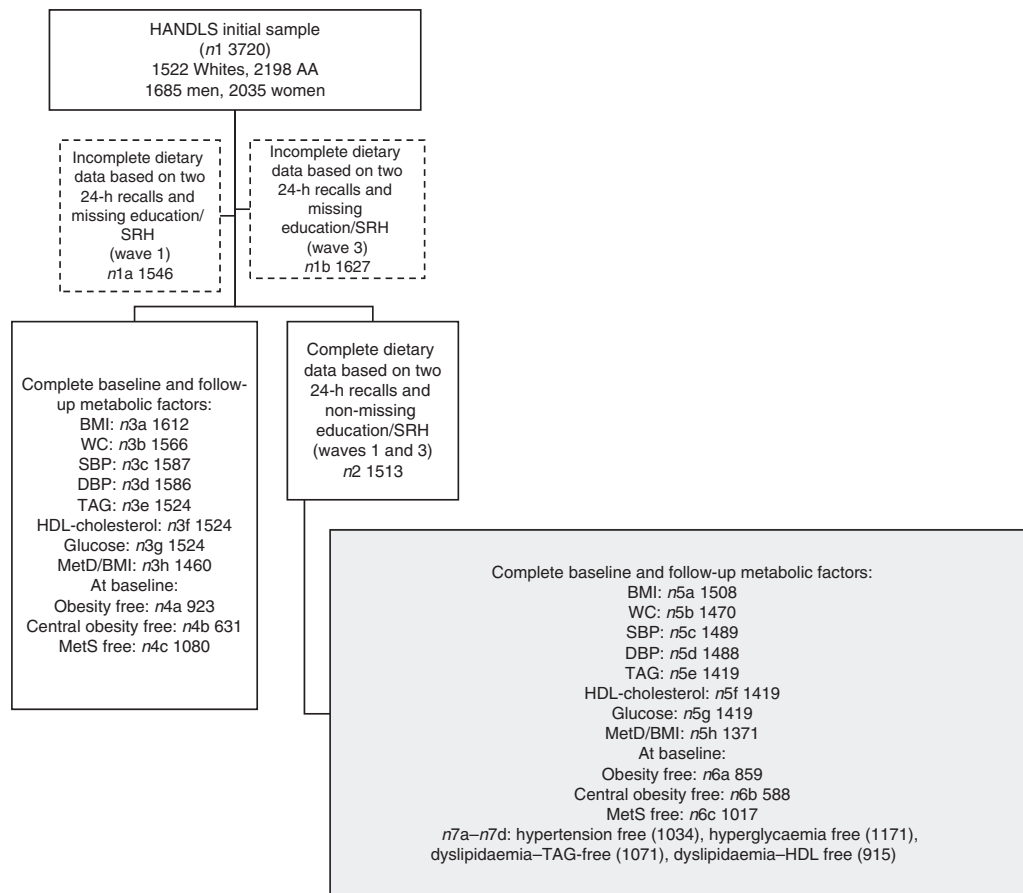 HANDLS initial sample
(n1 3720)
1522 Whites, 2198 AA
1685 men, 2035 women
Incomplete dietary
data based on two
24-h recalls and
missing education/
SRH
(wave 1)
n1a 1546
Incomplete dietary
data based on two
24-h recalls and
missing
education/SRH
(wave 3)
n1b 1627
Complete baseline and follow-
up metabolic factors:
BMI: n3a 1612
WC: n3b 1566
SBP: n3c 1587
DBP: n3d 1586
TAG: n3e 1524
HDL-cholesterol: n3f 1524
Glucose: n3g 1524
MetD/BMI: n3h 1460
At baseline:
Obesity free: n4a 923
Central obesity free: n4b 631
MetS free: n4c 1080
Complete dietary
data based on two
24-h recalls and
non-missing
education/SRH
(waves 1 and 3)
n2 1513
Complete baseline and follow-up metabolic factors:
BMI: n5a 1508
WC: n5b 1470
SBP: n5c 1489
DBP: n5d 1488
TAG: n5e 1419
HDL-cholesterol: n5f 1419
Glucose: n5g 1419
MetD/BMI: n5h 1371
At baseline:
Obesity free: n6a 859
Central obesity free: n6b 588
MetS free: n6c 1017
n7a–n7d: hypertension free (1034), hyperglycaemia free (1171),
dyslipidaemia–TAG-free (1071), dyslipidaemia–HDL free (915)